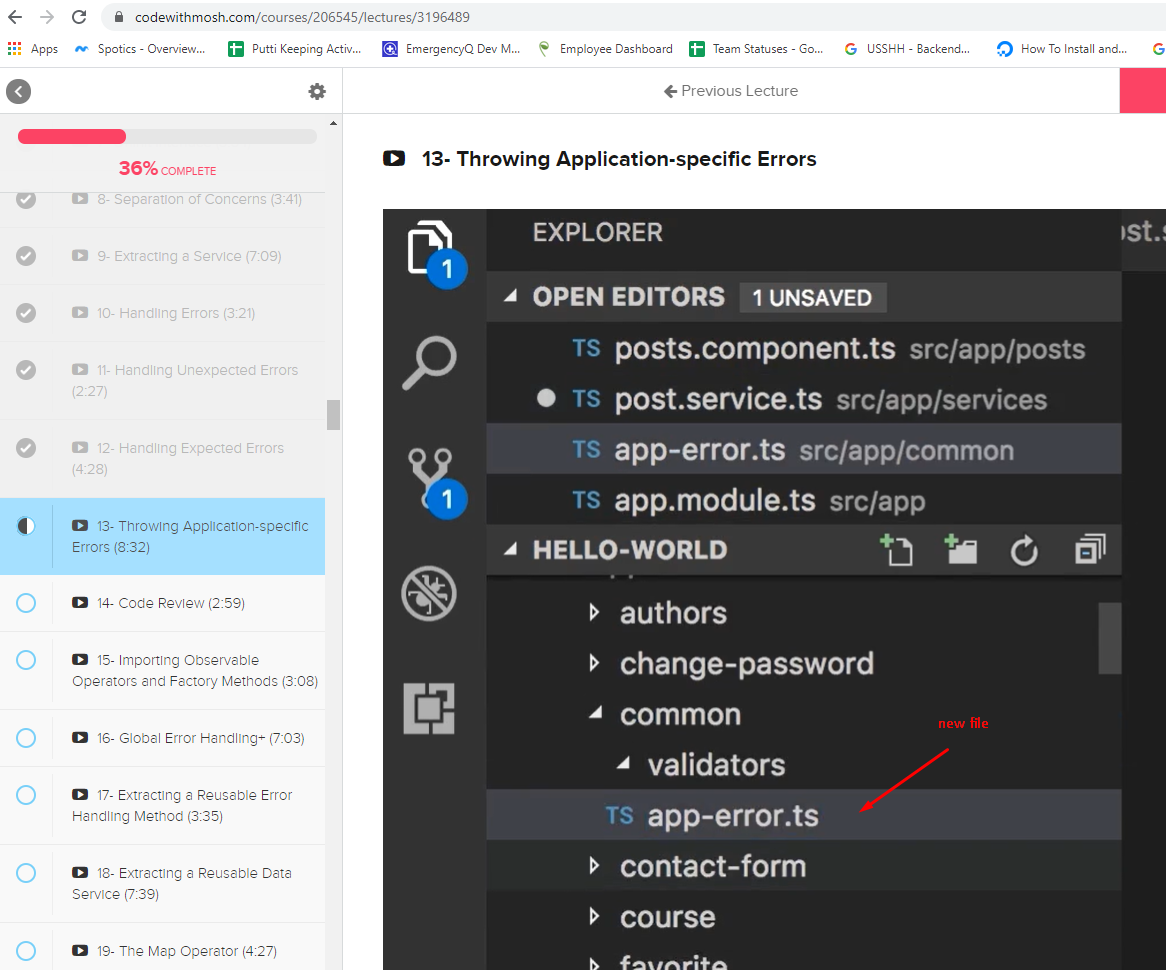 codewithmosh.com/courses/206545/lectures/3196489
Apps
Spotics - Overview...
Putti Keeping Activ...
EmergencyQ Dev M...
Employee Dashboard
Team Statuses - Go...
USSHH - Backend...
How To Install and...
Previous Lecture
36% COMPLETE
8- Separation of Concerns (3:41)
9- Extracting a Service (7:09)
10- Handling Errors (3:21)
11- Handling Unexpected Errors
(2:27)
12- Handling Expected Errors
(4:28)
13- Throwing Application-specific
Errors (8:32)
14- Code Review (2:59)
15- Importing Observable
Operators and Factory Methods (3:08)
16- Global Error Handling+ (7:03)
17- Extracting a Reusable Error
Handling Method (3:35)
18- Extracting a Reusable Data
Service (7:39)
19- The Map Operator (4:27)
13- Throwing Application-specific Errors
1
1
EXPLORER
OPEN EDITORS 1 UNSAVED
TS posts.component.ts src/app/posts
TS post.service.ts src/app/services
TS app-error.ts src/app/common
TS app.module.ts src/app
HELLO-WORLD
authors
change-password
common
new file
validators
TS app-error.ts
contact-form
course
favorite